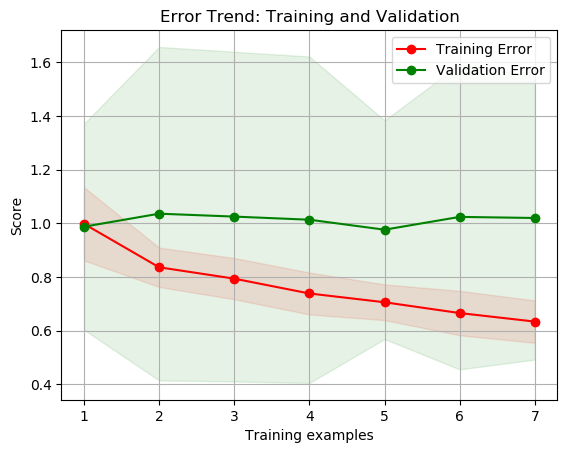 Error Trend: Training and Validation
Training Error
Validation Error
Score
1.6
1.4
1.2
1.0
0.8
0.6
0.4
1 2 3 4 5 6 7
Training examples